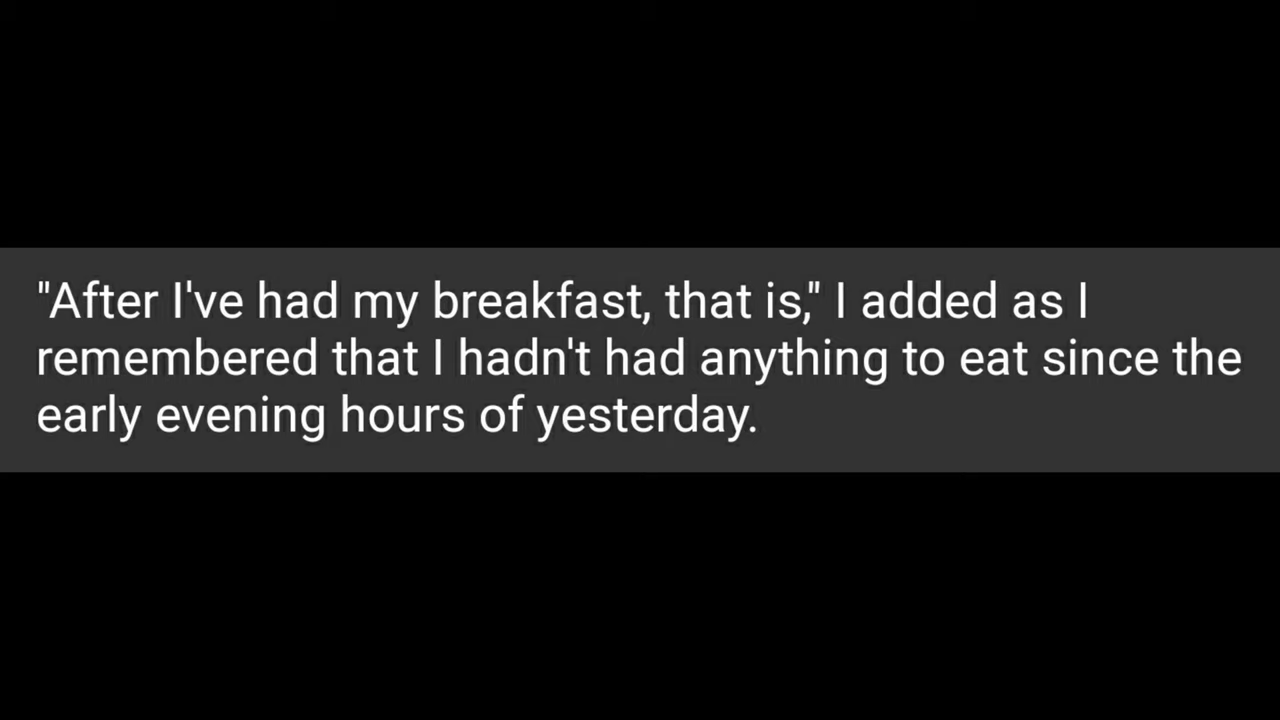 "After I've had my breakfast, that is," I added as I
remembered that I hadn't had anything to eat since the
early evening hours of yesterday.